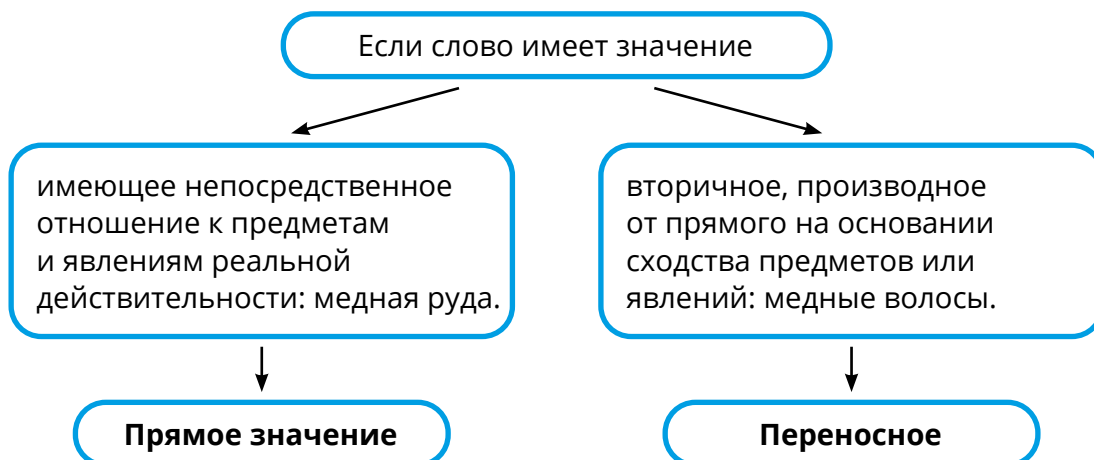 Если слово имеет значение
имеющее непосредственное
отношение к предметам
и явлениям реальной
действительности: медная руда.
вторичное, производное
от прямого на основании
сходства предметов или
явлений: медные волосы.
Прямое значение
Переносное